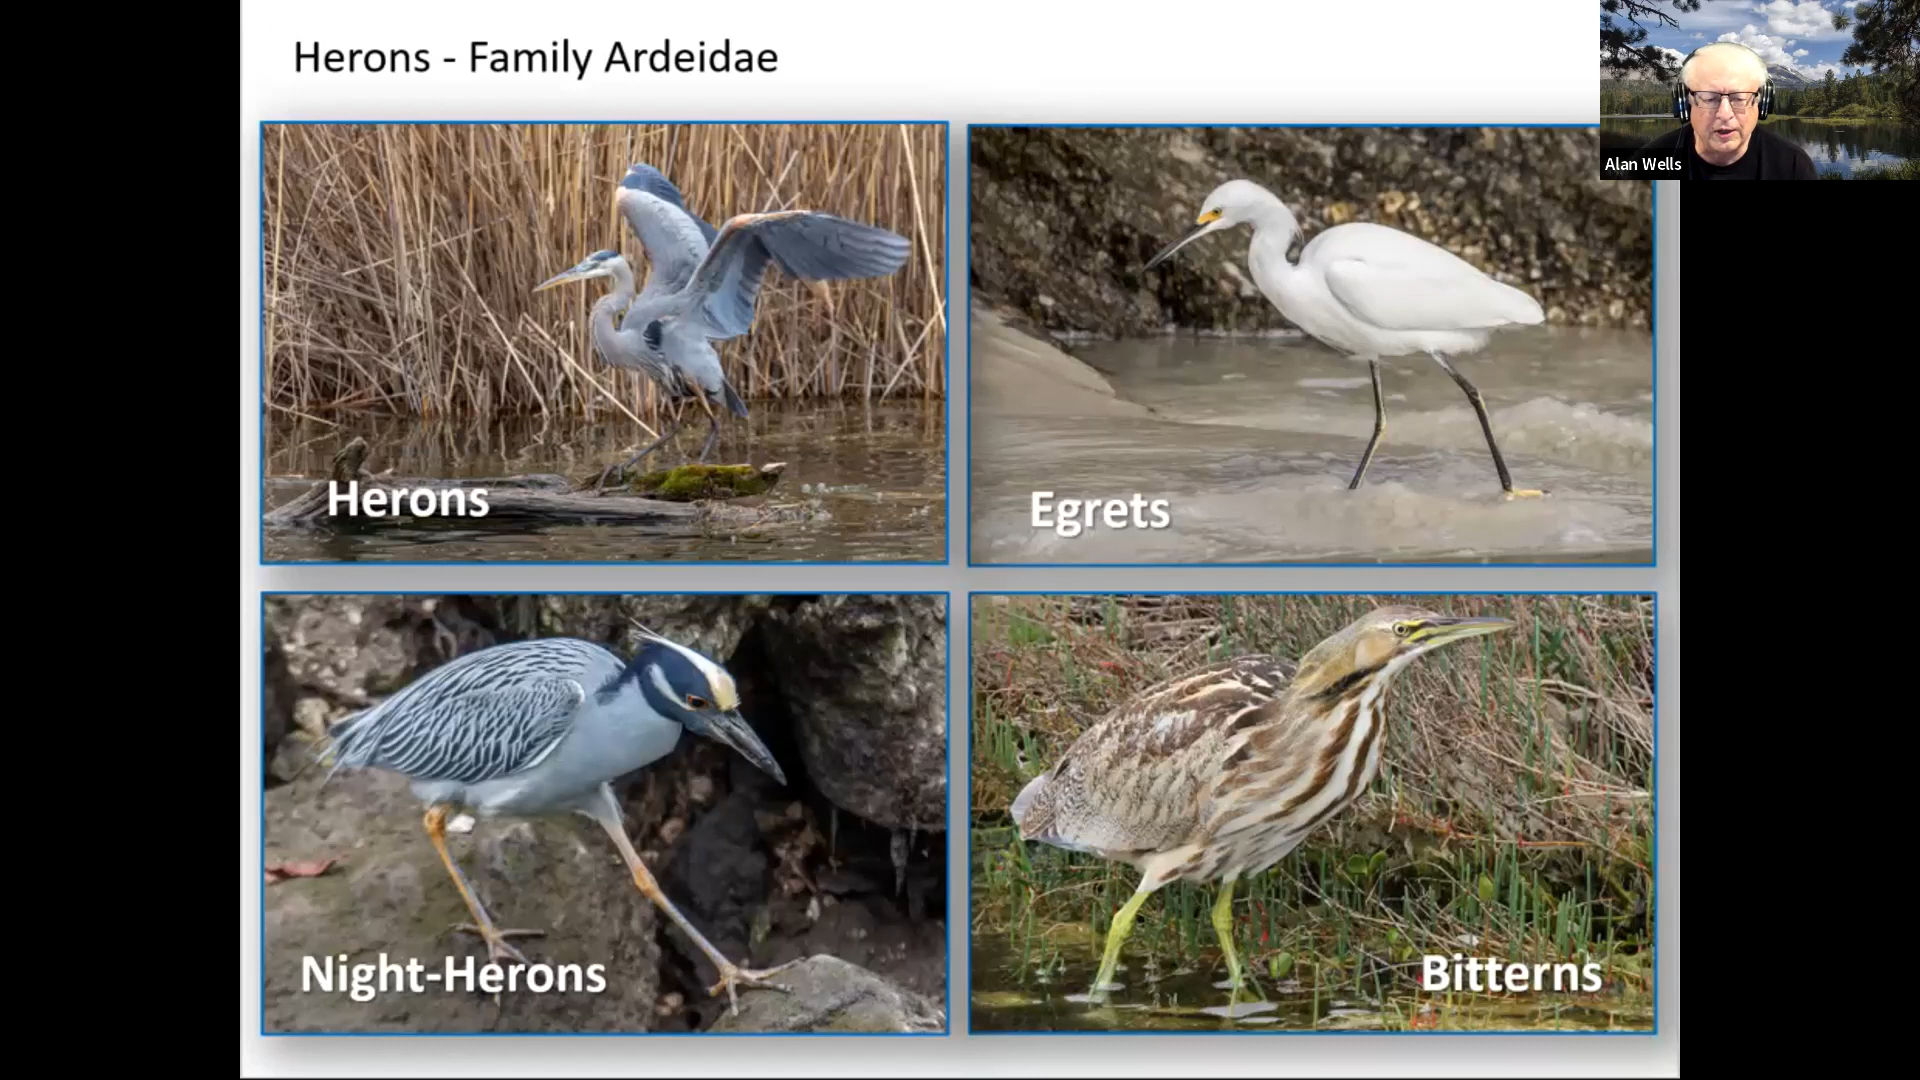 Herons - Family Ardeidae
Alan Wells
Herons
Egrets
Night-Herons
Bitterns